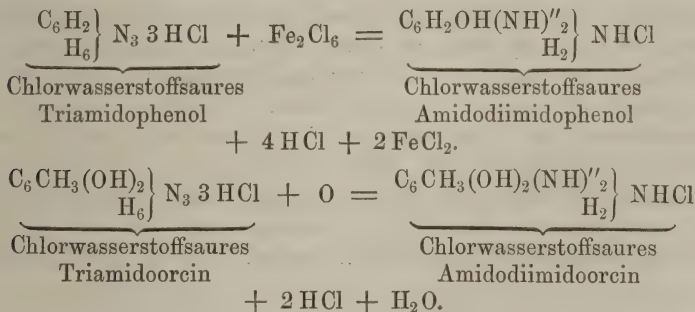 C₆H₂ } N₃ 3 HCl + Fe₂Cl₆ = C₆H₂OH(NH)″₂ } NHCl
H₆ H₂
Chlorwasserstoffsaures Chlorwasserstoffsaures
Triamidophenol Amidodiimidophenol
+ 4 HCl + 2 FeCl₂.
C₆CH₃(OH)₂ } N₃ 3 HCl + O = C₆CH₃(OH)₂(NH)″₂ } NHCl
H₆ H₂
Chlorwasserstoffsaures Chlorwasserstoffsaures
Triamidoorcin Amidodiimidoorcin
+ 2 HCl + H₂O.